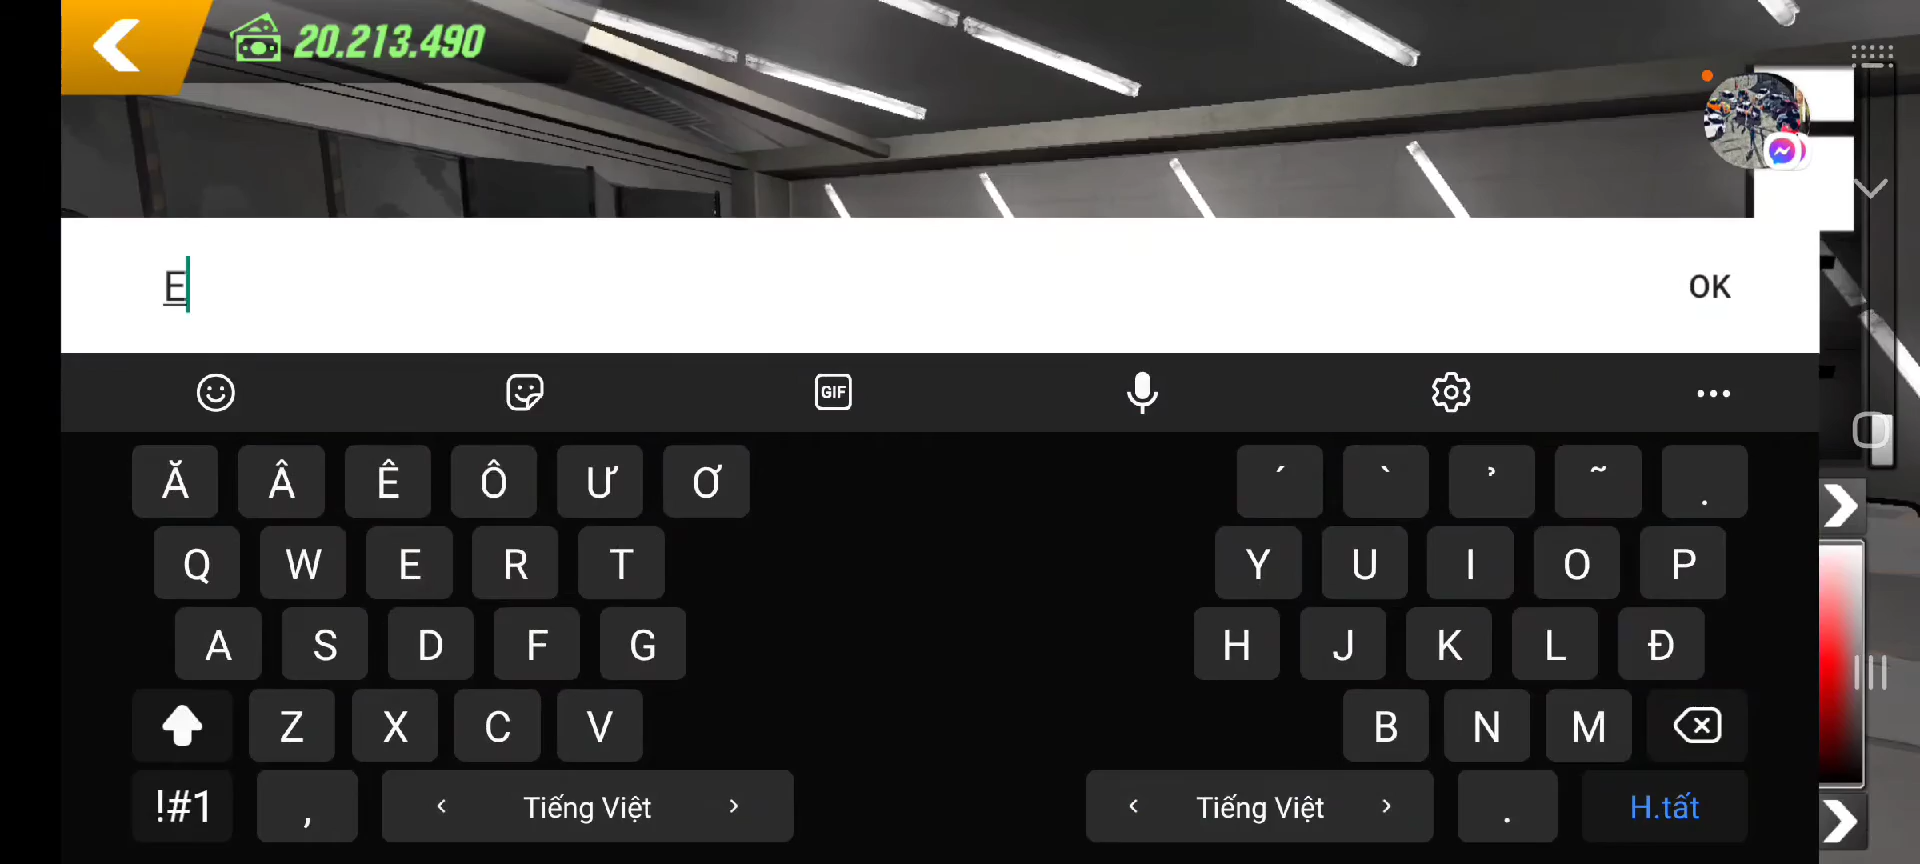 20.213.490
E
OK
GIF
Ă Â Ê Ô Ư Ơ ́ ̀ ̉ ̃ .
Q W E R T Y U I O P
A S D F G H J K L Đ
Z X C V B N M
!#1 , < Tiếng Việt > < Tiếng Việt > . H.tất